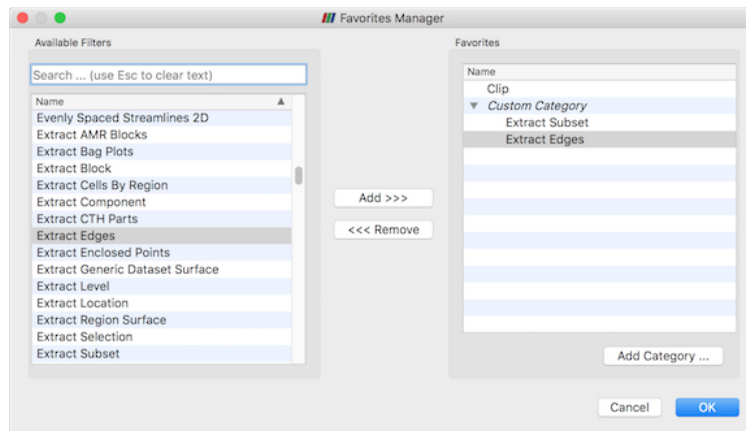 Favorites Manager
Available Filters
Search ... (use Esc to clear text)
Name
Evenly Spaced Streamlines 2D
Extract AMR Blocks
Extract Bag Plots
Extract Block
Extract Cells By Region
Extract Component
Extract CTH Parts
Extract Edges
Extract Enclosed Points
Extract Generic Dataset Surface
Extract Level
Extract Location
Extract Region Surface
Extract Selection
Extract Subset
Add >>>
<<< Remove
Favorites
Name
Clip
Custom Category
Extract Subset
Extract Edges
Add Category ...
Cancel
OK